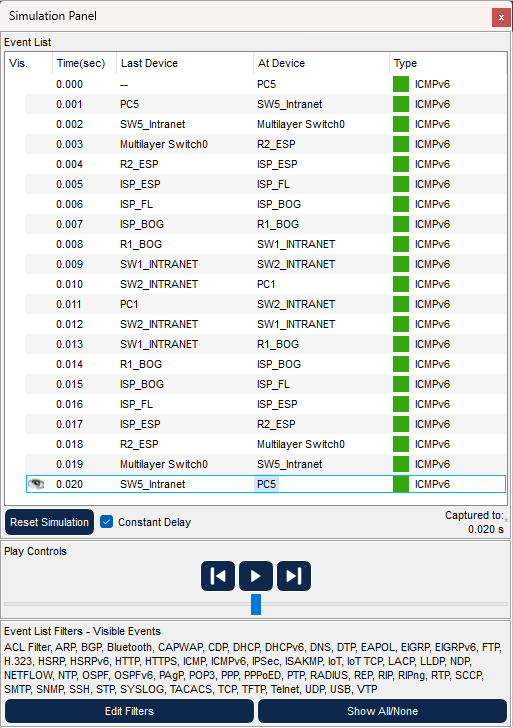 Simulation Panel
x
Event List
Vis. Time(sec) Last Device At Device Type
0.000 -- PC5 ICMPv6
0.001 PC5 SW5_Intranet ICMPv6
0.002 SW5_Intranet Multilayer Switch0 ICMPv6
0.003 Multilayer Switch0 R2_ESP ICMPv6
0.004 R2_ESP ISP_ESP ICMPv6
0.005 ISP_ESP ISP_FL ICMPv6
0.006 ISP_FL ISP_BOG ICMPv6
0.007 ISP_BOG R1_BOG ICMPv6
0.008 R1_BOG SW1_INTRANET ICMPv6
0.009 SW1_INTRANET SW2_INTRANET ICMPv6
0.010 SW2_INTRANET PC1 ICMPv6
0.011 PC1 SW2_INTRANET ICMPv6
0.012 SW2_INTRANET SW1_INTRANET ICMPv6
0.013 SW1_INTRANET R1_BOG ICMPv6
0.014 R1_BOG ISP_BOG ICMPv6
0.015 ISP_BOG ISP_FL ICMPv6
0.016 ISP_FL ISP_ESP ICMPv6
0.017 ISP_ESP R2_ESP ICMPv6
0.018 R2_ESP Multilayer Switch0 ICMPv6
0.019 Multilayer Switch0 SW5_Intranet ICMPv6
0.020 SW5_Intranet PC5 ICMPv6
Reset Simulation Constant Delay Captured to:
0.020 s
Play Controls
Event List Filters - Visible Events
ACL Filter, ARP, BGP, Bluetooth, CAPWAP, CDP, DHCP, DHCPv6, DNS, DTP, EAPOL, EIGRP, EIGRPv6, FTP,
H.323, HSRP, HSRPv6, HTTP, HTTPS, ICMP, ICMPv6, IPSec, ISAKMP, IoT, IoT TCP, LACP, LLDP, NDP,
NETFLOW, NTP, OSPF, OSPFv6, PAgP, POP3, PPP, PPPoED, PTP, RADIUS, REP, RIP, RIPng, RTP, SCCP,
SMTP, SNMP, SSH, STP, SYSLOG, TACACS, TCP, TFTP, Telnet, UDP, USB, VTP
Edit Filters Show All/None